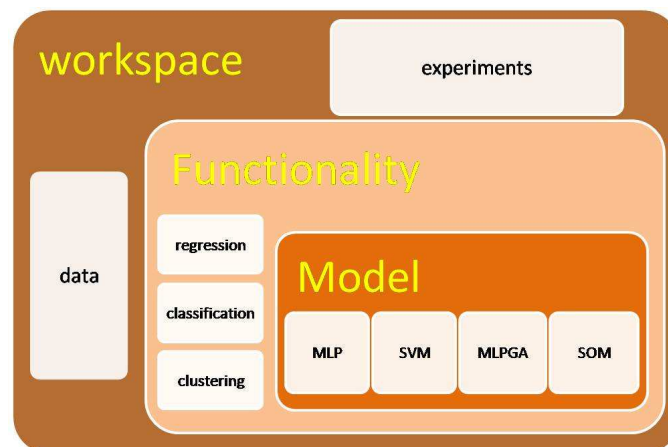 workspace
experiments
Functionality
data
regression
classification
clustering
Model
MLP
SVM
MLPGA
SOM